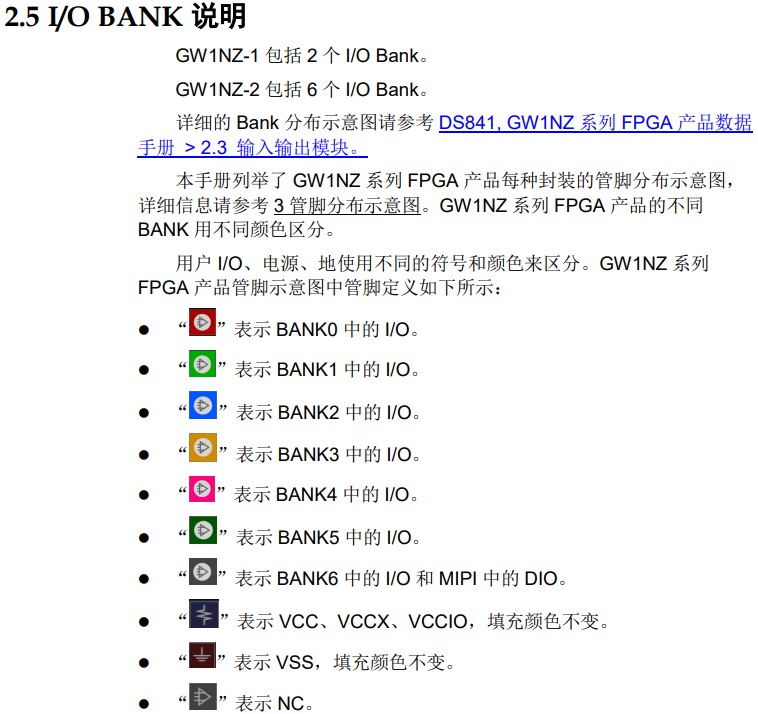 2.5 I/O BANK 说明
GW1NZ-1 包括 2 个 I/O Bank。
GW1NZ-2 包括 6 个 I/O Bank。
详细的 Bank 分布示意图请参考 DS841, GW1NZ 系列 FPGA 产品数据
手册 > 2.3 输入输出模块。
本手册列举了 GW1NZ 系列 FPGA 产品每种封装的管脚分布示意图，
详细信息请参考 3 管脚分布示意图。GW1NZ 系列 FPGA 产品的不同
BANK 用不同颜色区分。
用户 I/O、电源、地使用不同的符号和颜色来区分。GW1NZ 系列
FPGA 产品管脚示意图中管脚定义如下所示：
● “ ” 表示 BANK0 中的 I/O。
● “ ” 表示 BANK1 中的 I/O。
● “ ” 表示 BANK2 中的 I/O。
● “ ” 表示 BANK3 中的 I/O。
● “ ” 表示 BANK4 中的 I/O。
● “ ” 表示 BANK5 中的 I/O。
● “ ” 表示 BANK6 中的 I/O 和 MIPI 中的 DIO。
● “ ” 表示 VCC、VCCX、VCCIO，填充颜色不变。
● “ ” 表示 VSS，填充颜色不变。
● “ ” 表示 NC。